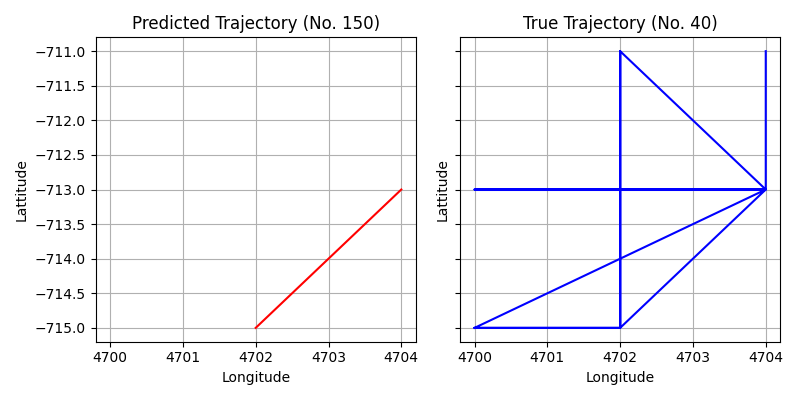 Predicted Trajectory (No. 150)
True Trajectory (No. 40)
−711.0
−711.5
−712.0
−712.5
−713.0
−713.5
−714.0
−714.5
−715.0
Lattitude
Lattitude
4700 4701 4702 4703 4704
4700 4701 4702 4703 4704
Longitude
Longitude